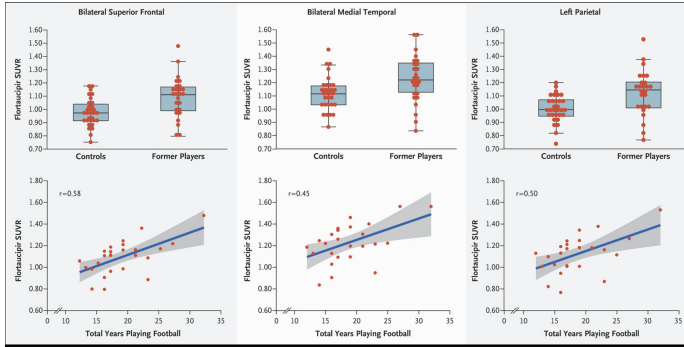 Bilateral Superior Frontal
Flortaucipir SUVR
1.60
1.50
1.40
1.30
1.20
1.10
1.00
0.90
0.80
0.70
Controls Former Players
Bilateral Medial Temporal
Flortaucipir SUVR
1.60
1.50
1.40
1.30
1.20
1.10
1.00
0.90
0.80
0.70
Controls Former Players
Left Parietal
Flortaucipir SUVR
1.60
1.50
1.40
1.30
1.20
1.10
1.00
0.90
0.80
0.70
Controls Former Players
Flortaucipir SUVR
1.80
1.60
1.40
1.20
1.00
0.80
0.60
r=0.58
0 10 15 20 25 30 35
Total Years Playing Football
Flortaucipir SUVR
1.80
1.60
1.40
1.20
1.00
0.80
0.60
r=0.45
0 10 15 20 25 30 35
Total Years Playing Football
Flortaucipir SUVR
1.80
1.60
1.40
1.20
1.00
0.80
0.60
r=0.50
0 10 15 20 25 30 35
Total Years Playing Football